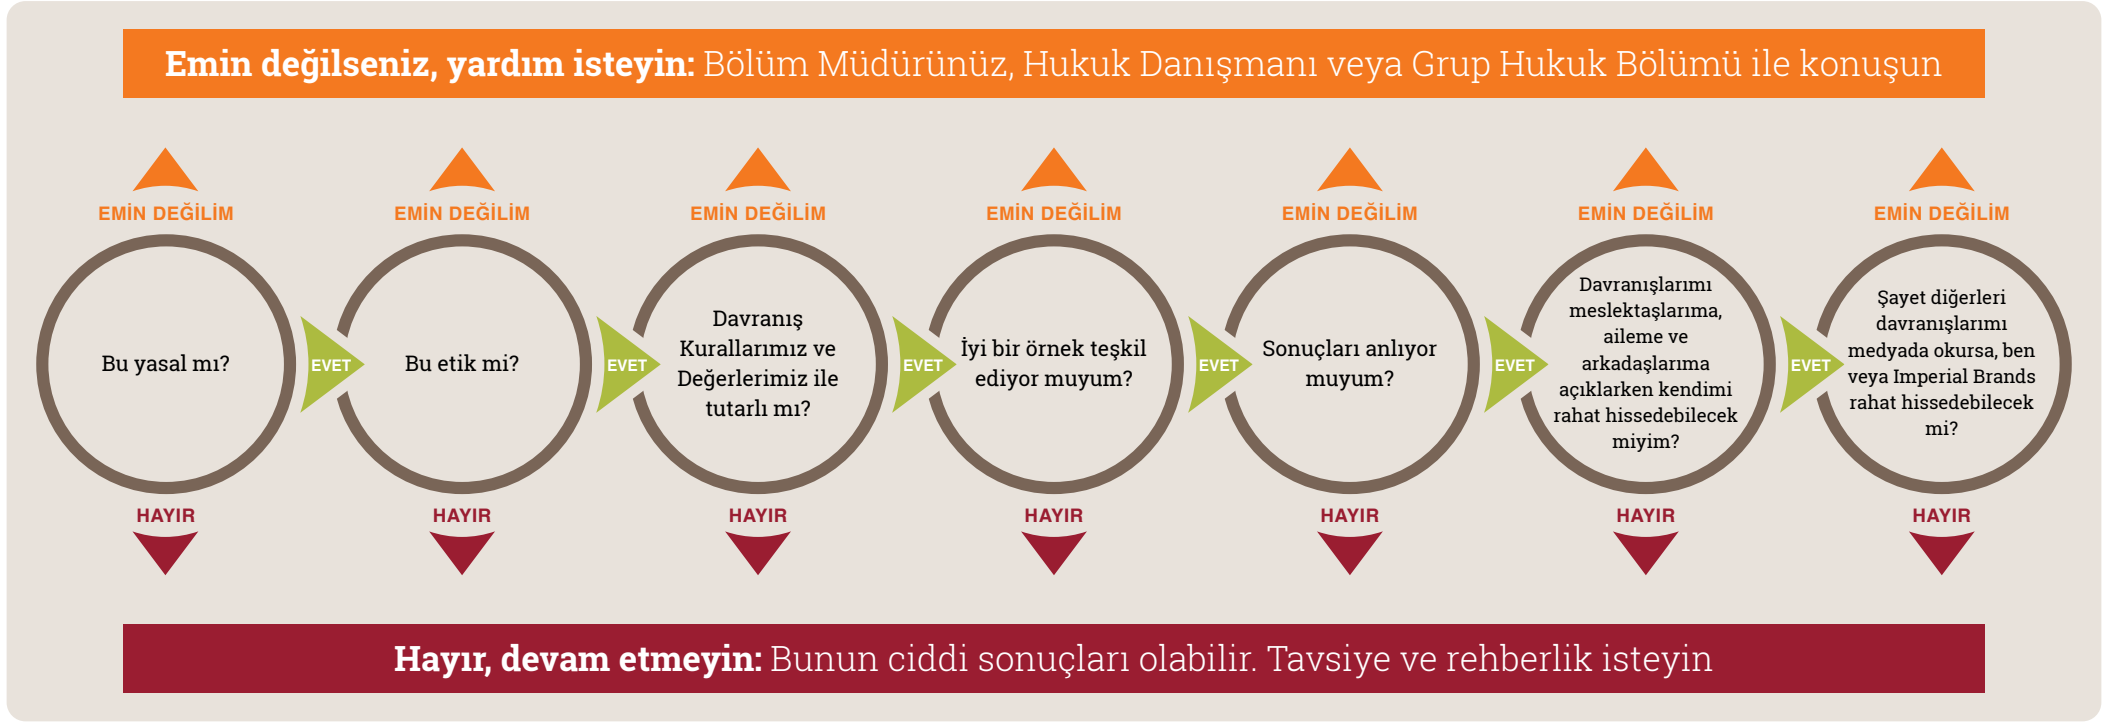 Emin değilseniz, yardım isteyin: Bölüm Müdürünüz, Hukuk Danışmanı veya Grup Hukuk Bölümü ile konuşun
EMİN DEĞİLİM
EMİN DEĞİLİM
EMİN DEĞİLİM
EMİN DEĞİLİM
EMİN DEĞİLİM
EMİN DEĞİLİM
EMİN DEĞİLİM
Bu yasal mı?
EVET
Bu etik mi?
EVET
Davranış
Kurallarımız ve
Değerlerimiz ile
tutarlı mı?
EVET
İyi bir örnek teşkil
ediyor muyum?
EVET
Sonuçları anlıyor
muyum?
EVET
Davranışlarımı
meslektaşlarıma,
aileme ve
arkadaşlarıma
açıklarken kendimi
rahat hissedebilecek
miyim?
EVET
Şayet diğerleri
davranışlarımı
medyada okursa, ben
veya Imperial Brands
rahat hissedebilecek
mi?
HAYIR
HAYIR
HAYIR
HAYIR
HAYIR
HAYIR
HAYIR
Hayır, devam etmeyin: Bunun ciddi sonuçları olabilir. Tavsiye ve rehberlik isteyin